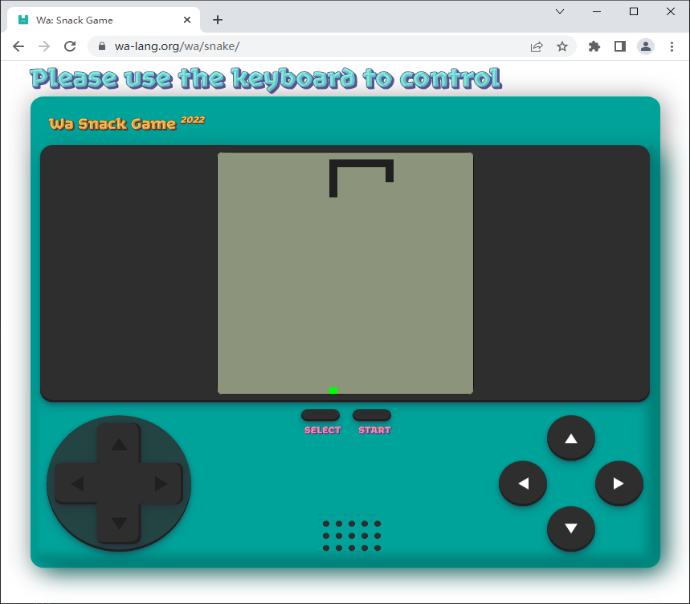 Wa: Snack Game
wa-lang.org/wa/snake/
Please use the keyboard to control
Wa Snack Game 2022
SELECT START